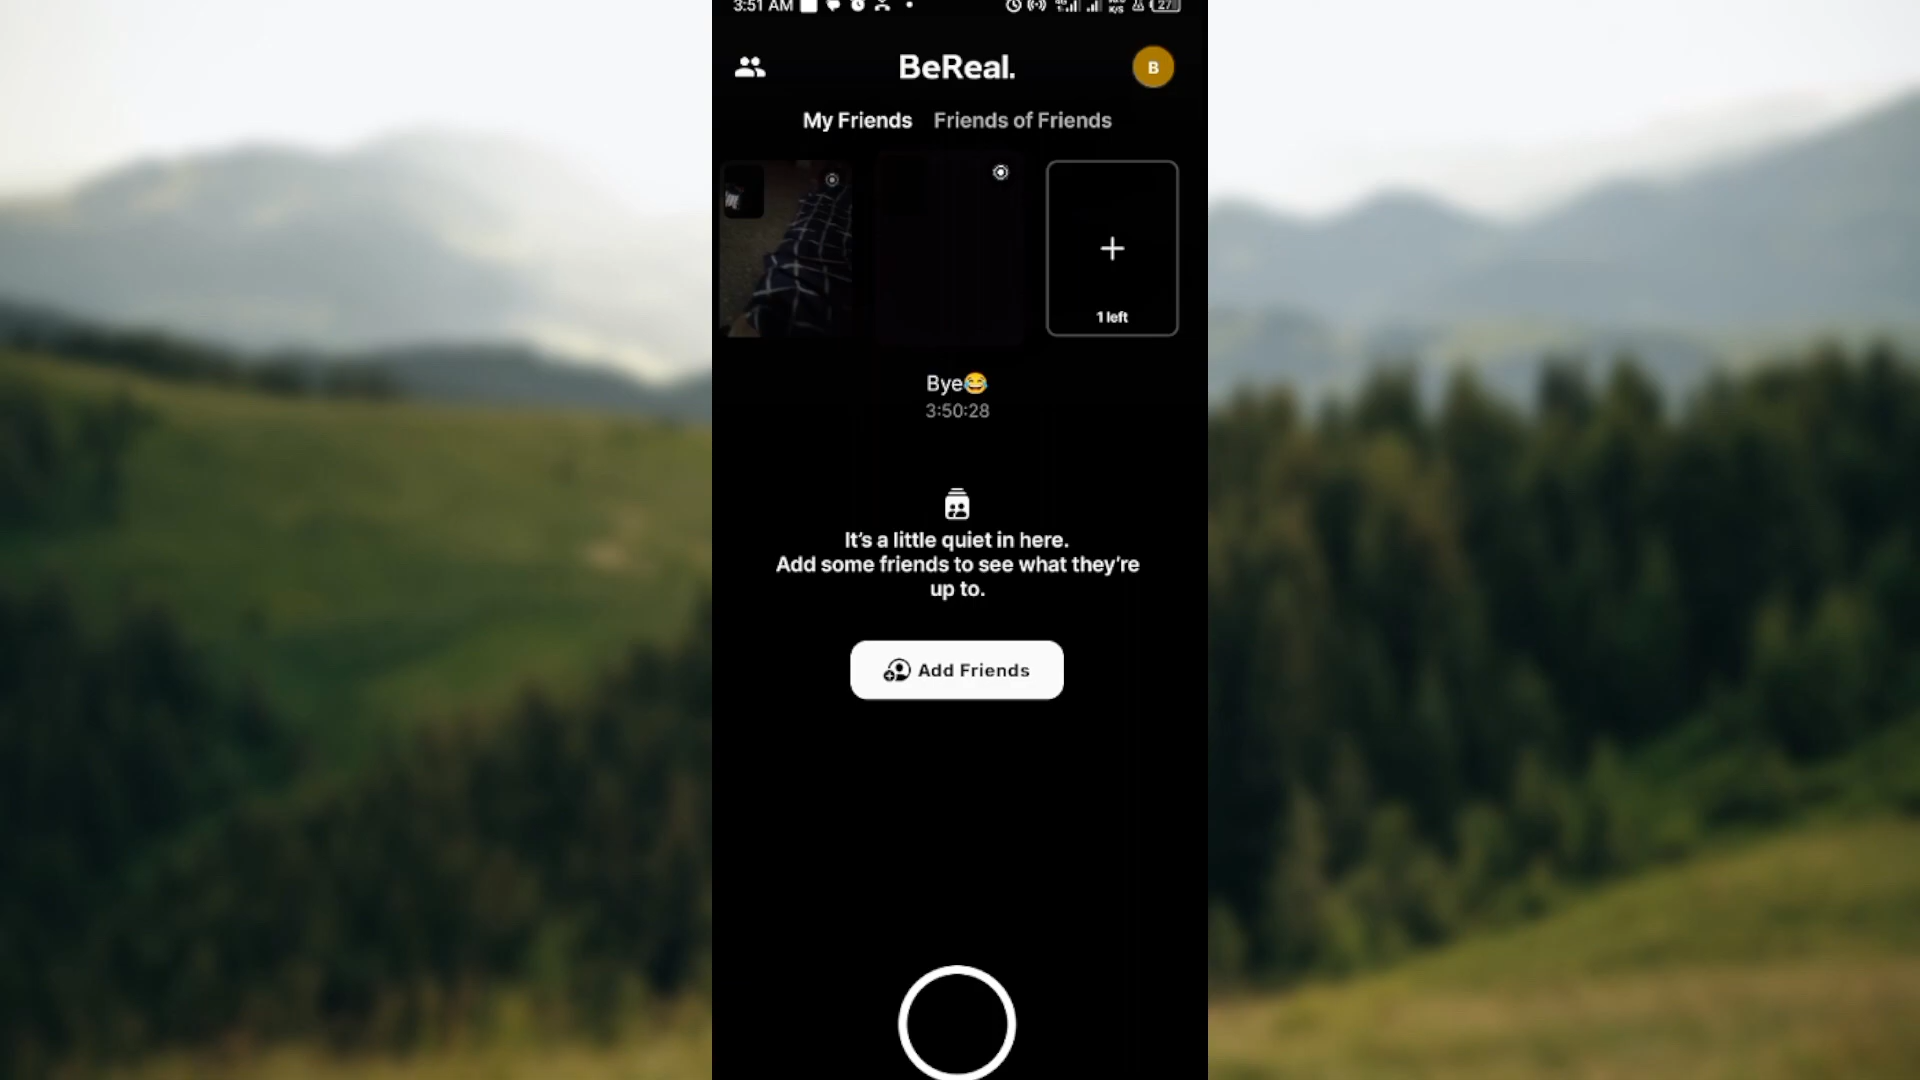 3:51 AM
27
BeReal.
B
My Friends Friends of Friends
1 left
Bye😂
3:50:28
It's a little quiet in here.
Add some friends to see what they're
up to.
Add Friends